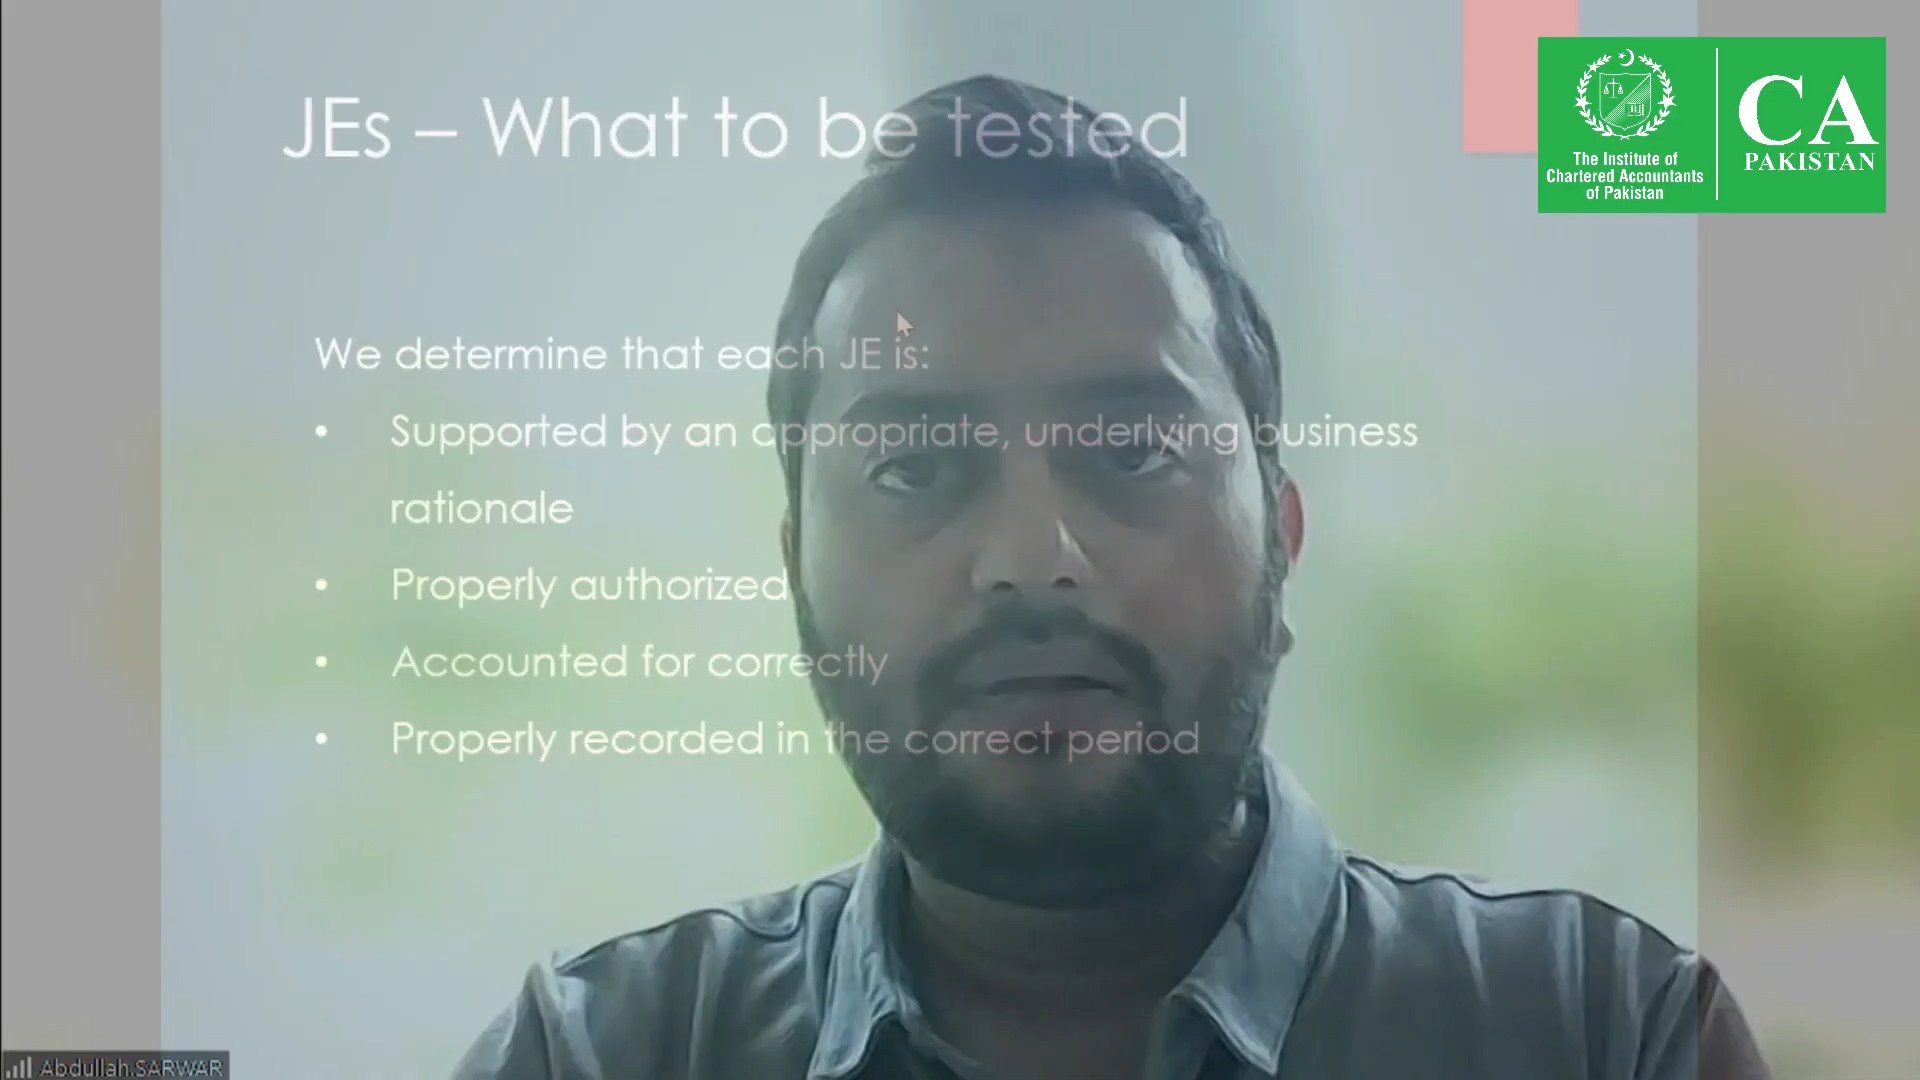 JEs – What to be tested
The Institute of
Chartered Accountants
of Pakistan
CA
PAKISTAN
We determine that each JE is:
• Supported by an appropriate, underlying business
rationale
• Properly authorized
• Accounted for correctly
• Properly recorded in the correct period
Abdullah.SARWAR